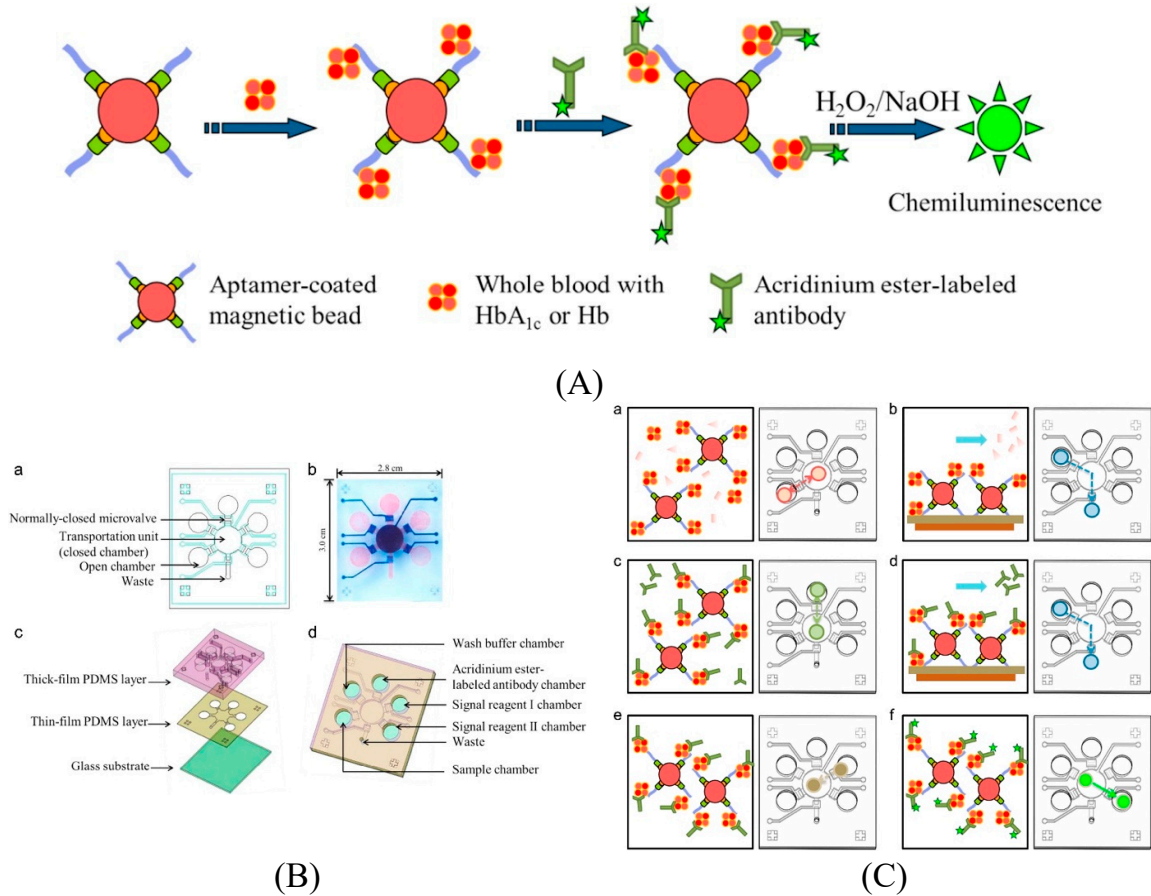 H₂O₂/NaOH
Chemiluminescence
Aptamer-coated
magnetic bead
Whole blood with
HbA₁c or Hb
Acridinium ester-labeled
antibody
(A)
a
Normally-closed microvalve
Transportation unit
(closed chamber)
Open chamber
Waste
b
2.8 cm
3.0 cm
c
Thick-film PDMS layer
Thin-film PDMS layer
Glass substrate
d
Wash buffer chamber
Acridinium ester-
labeled antibody chamber
Signal reagent I chamber
Signal reagent II chamber
Waste
Sample chamber
(B)
a
b
c
d
e
f
(C)